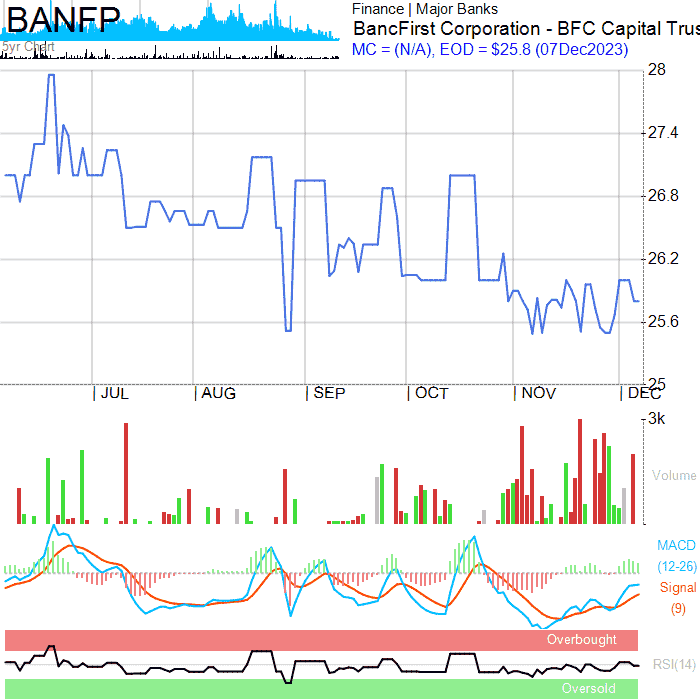 BANFP
5yr Chart
Finance | Major Banks
BancFirst Corporation - BFC Capital Trus
MC = (N/A), EOD = $25.8 (07Dec2023)
28
27.4
26.8
26.2
25.6
25
JUL AUG SEP OCT NOV DEC
3k
Volume
MACD
(12-26)
Signal
(9)
Overbought
RSI(14)
Oversold